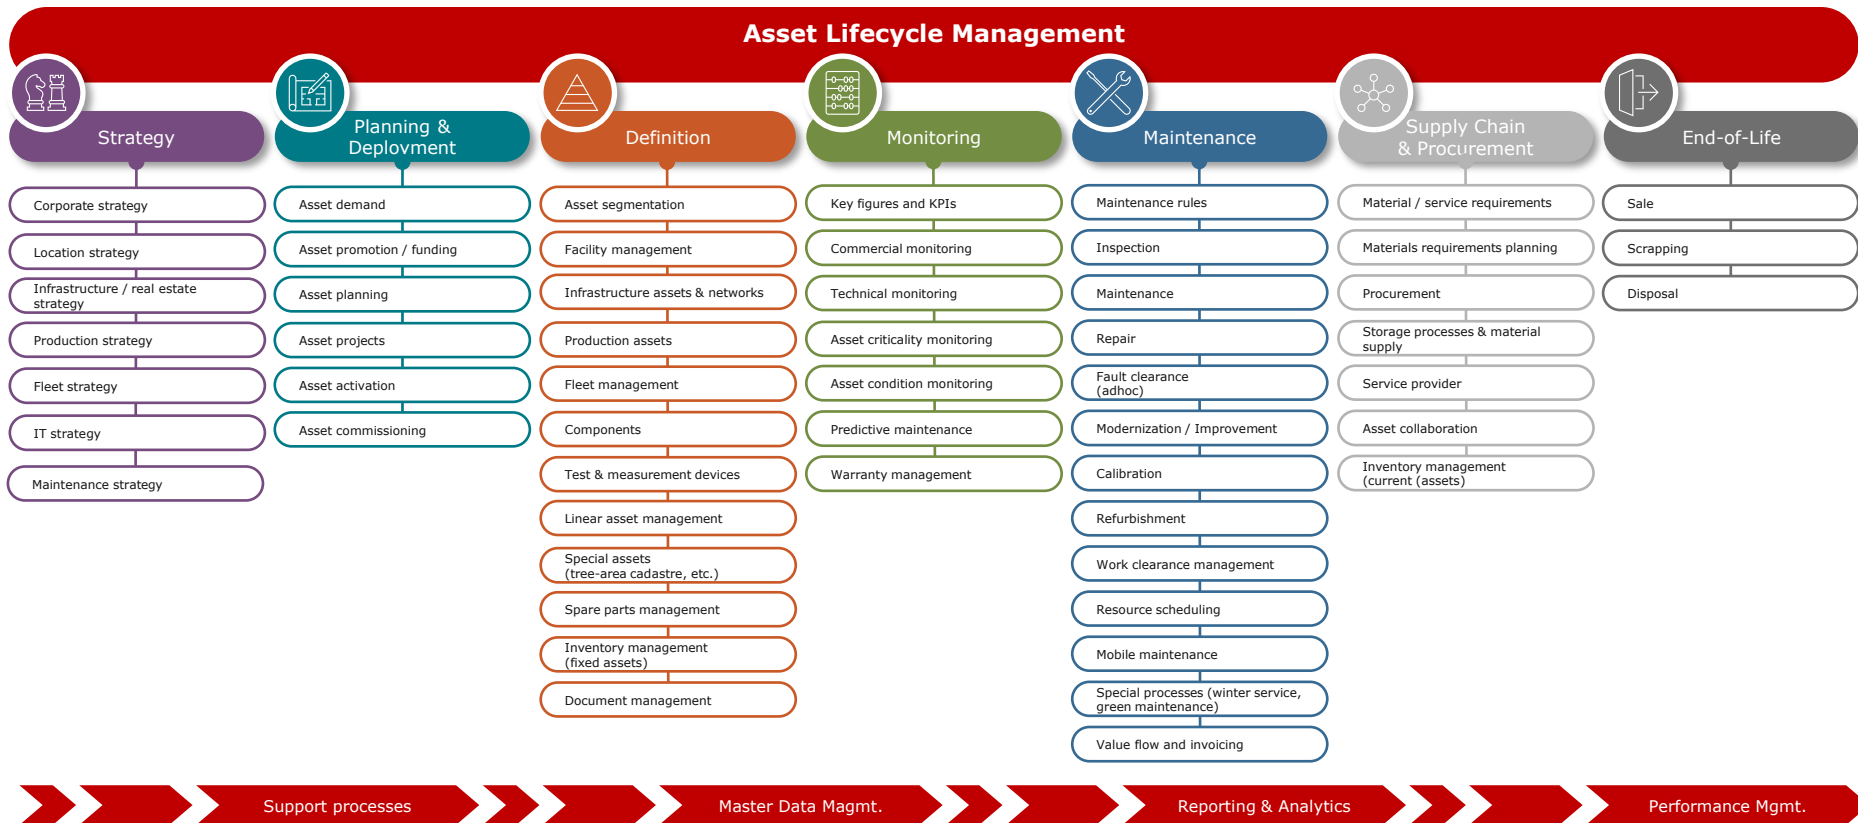 Asset Lifecycle Management
Strategy
Corporate strategy
Location strategy
Infrastructure / real estate
strategy
Production strategy
Fleet strategy
IT strategy
Maintenance strategy
Planning &
Deployment
Asset demand
Asset promotion / funding
Asset planning
Asset projects
Asset activation
Asset commissioning
Definition
Asset segmentation
Facility management
Infrastructure assets & networks
Production assets
Fleet management
Components
Test & measurement devices
Linear asset management
Special assets
(tree-area cadastre, etc.)
Spare parts management
Inventory management
(fixed assets)
Document management
Monitoring
Key figures and KPIs
Commercial monitoring
Technical monitoring
Asset criticality monitoring
Asset condition monitoring
Predictive maintenance
Warranty management
Maintenance
Maintenance rules
Inspection
Maintenance
Repair
Fault clearance
(adhoc)
Modernization / Improvement
Calibration
Refurbishment
Work clearance management
Resource scheduling
Mobile maintenance
Special processes (winter service,
green maintenance)
Value flow and invoicing
Supply Chain
& Procurement
Material / service requirements
Materials requirements planning
Procurement
Storage processes & material
supply
Service provider
Asset collaboration
Inventory management
(current (assets)
End-of-Life
Sale
Scrapping
Disposal
Support processes
Master Data Magmt.
Reporting & Analytics
Performance Mgmt.